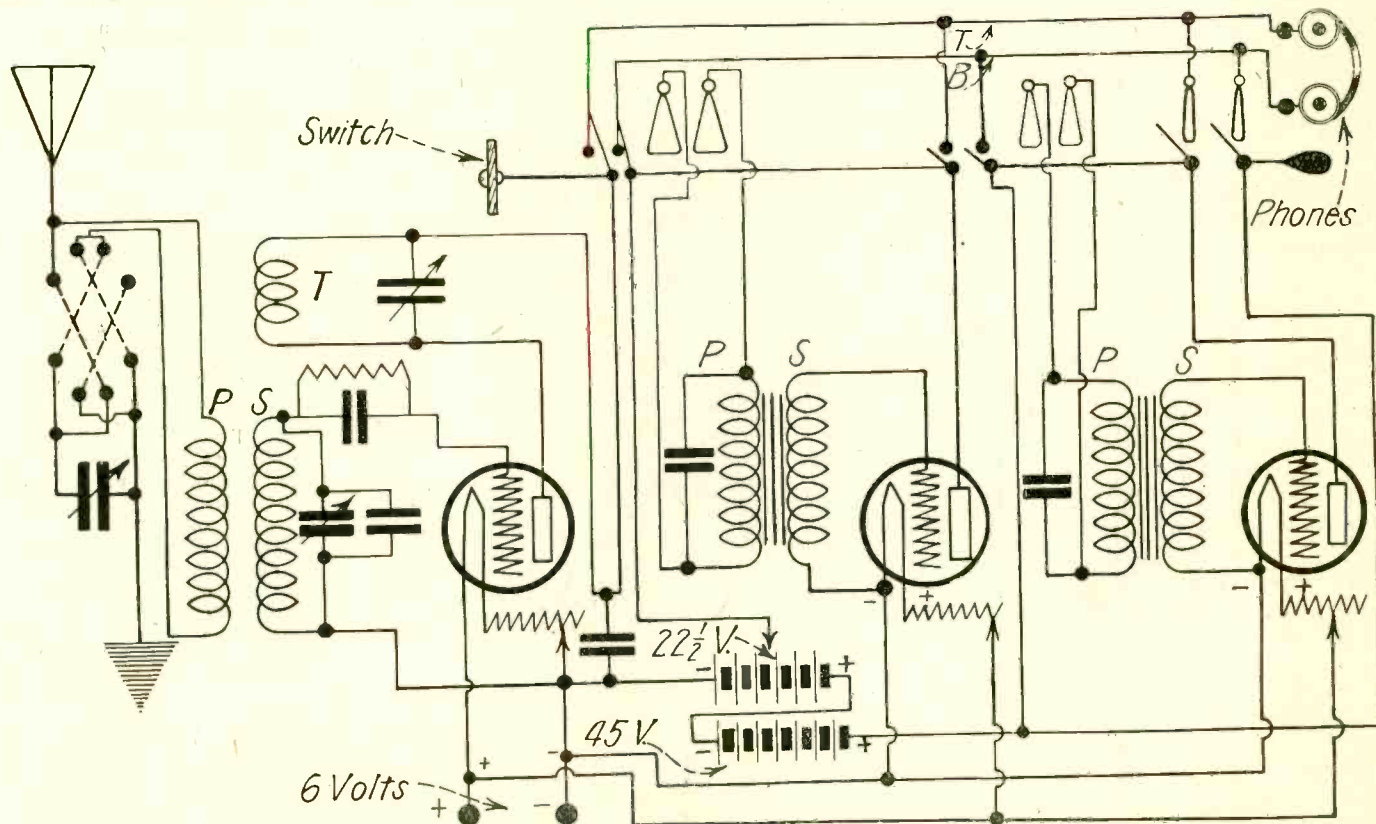 T.
B.
Switch
Phones
T
P S
P S
P S
22½ V.
- +
45 V.
- +
- +
- +
+ -
6 Volts
+ -